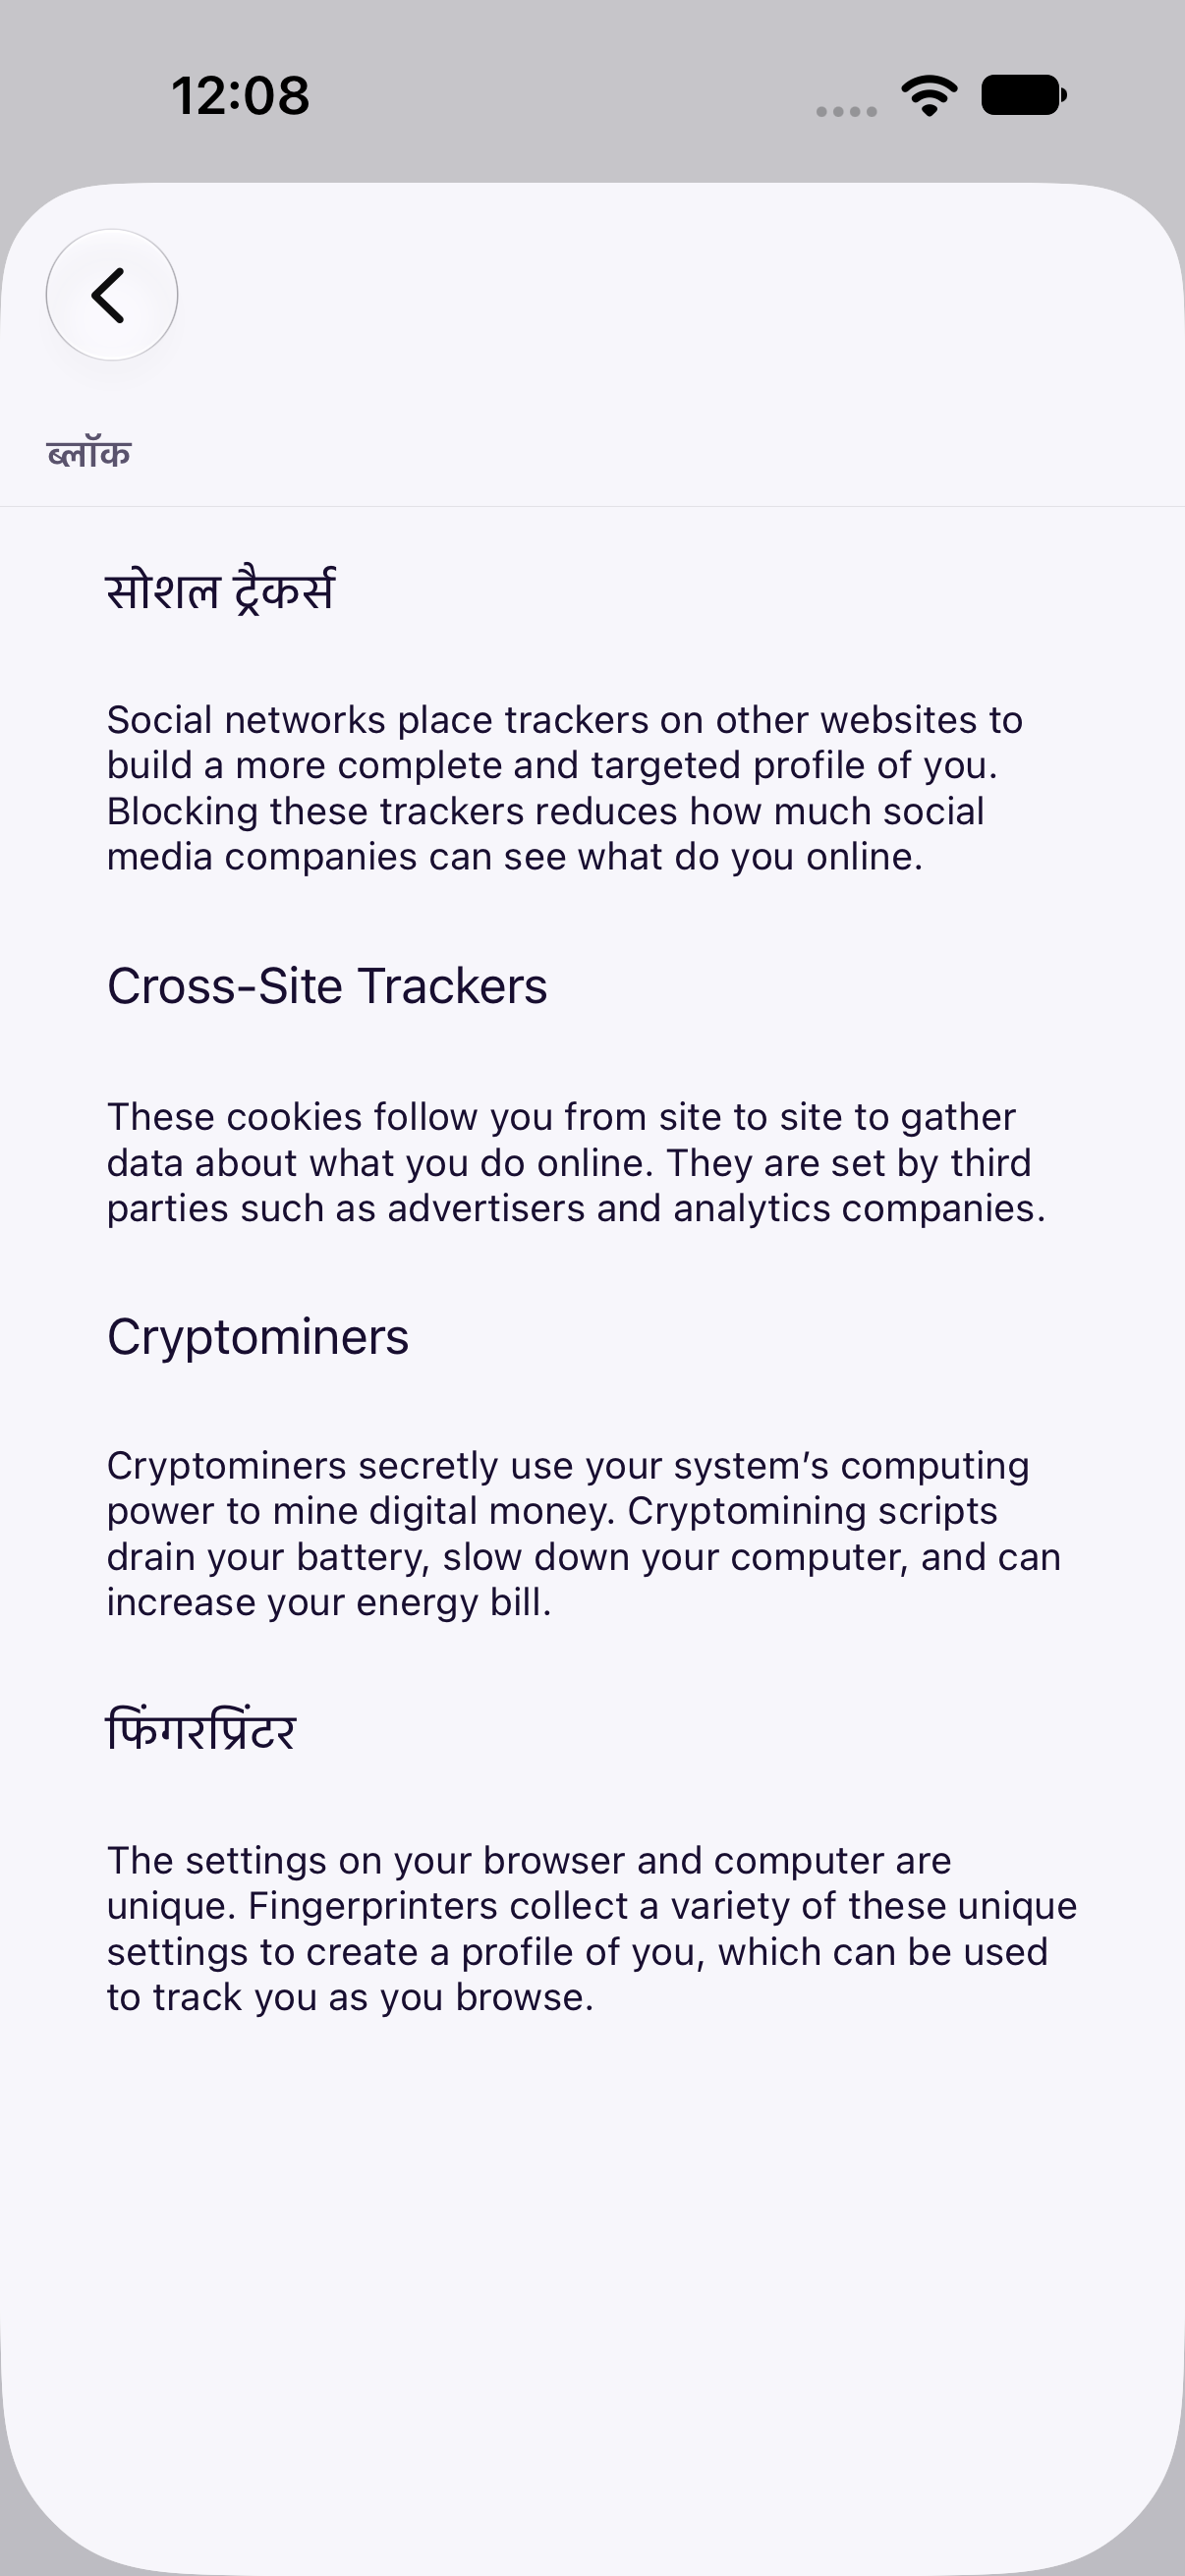 12:08
ब्लॉक
सोशल ट्रैकर्स
Social networks place trackers on other websites to
build a more complete and targeted profile of you.
Blocking these trackers reduces how much social
media companies can see what do you online.
Cross-Site Trackers
These cookies follow you from site to site to gather
data about what you do online. They are set by third
parties such as advertisers and analytics companies.
Cryptominers
Cryptominers secretly use your system’s computing
power to mine digital money. Cryptomining scripts
drain your battery, slow down your computer, and can
increase your energy bill.
फिंगरप्रिंटर
The settings on your browser and computer are
unique. Fingerprinters collect a variety of these unique
settings to create a profile of you, which can be used
to track you as you browse.